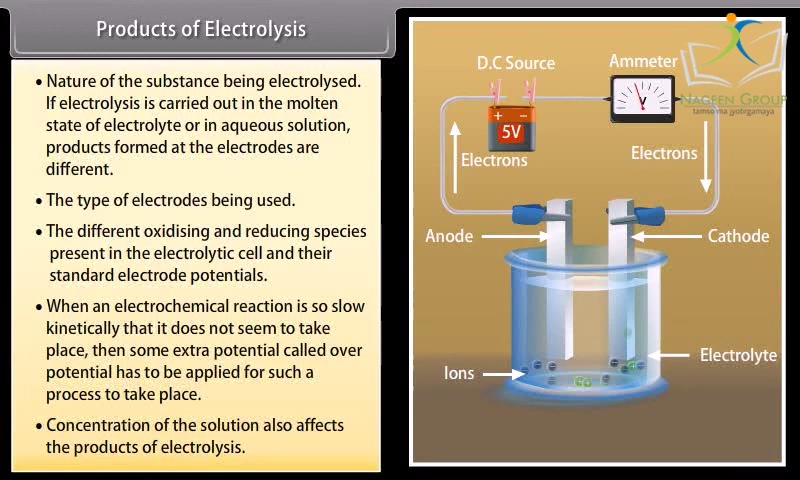 Products of Electrolysis
• Nature of the substance being electrolysed.
If electrolysis is carried out in the molten
state of electrolyte or in aqueous solution,
products formed at the electrodes are
different.
• The type of electrodes being used.
• The different oxidising and reducing species
present in the electrolytic cell and their
standard electrode potentials.
• When an electrochemical reaction is so slow
kinetically that it does not seem to take
place, then some extra potential called over
potential has to be applied for such a
process to take place.
• Concentration of the solution also affects
the products of electrolysis.
D.C Source
Ammeter
NAGEEN GROUP
tamso ma jyotirgamaya
+ −
5V
V
Electrons
Electrons
Anode
Cathode
Electrolyte
Ions